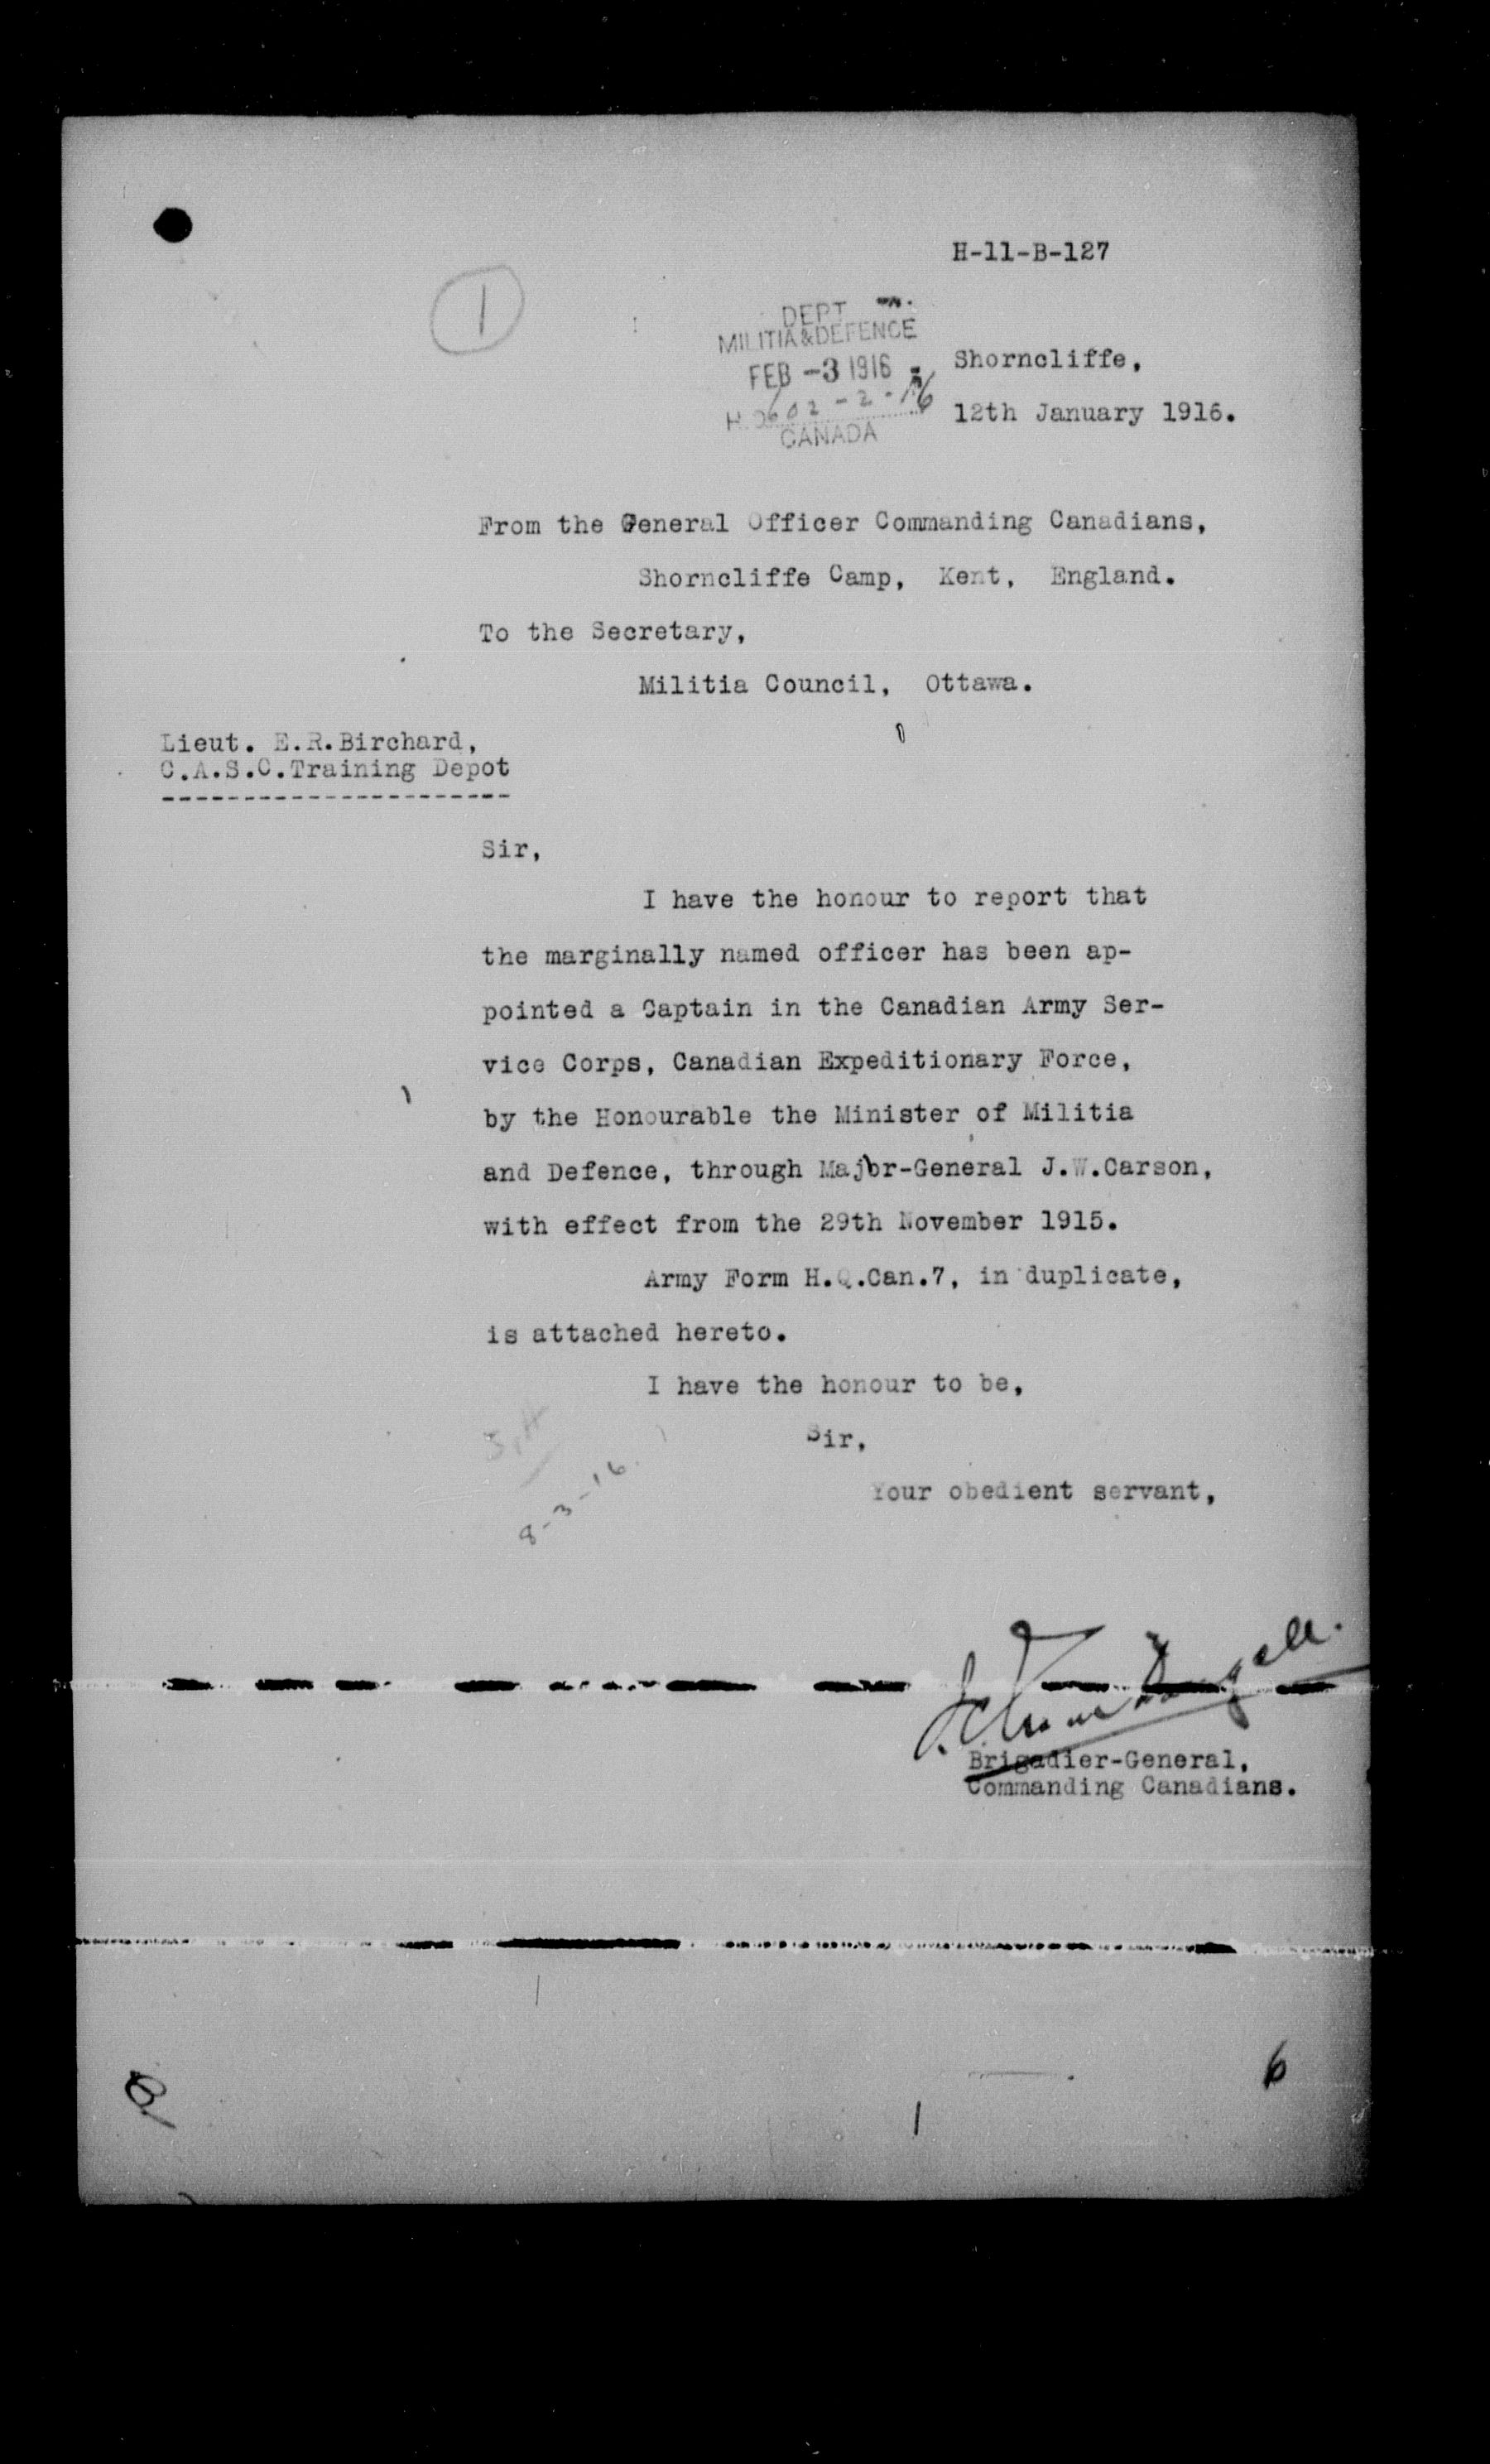 H-11-B-127
1
DEPT
MILITIA & DEFENCE
FEB -3 1916
H.Q. 602-2-16
CANADA
Shorncliffe,
12th January 1916.
From the General Officer Commanding Canadians,
Shorncliffe Camp, Kent, England.
To the Secretary,
Militia Council, Ottawa.
Lieut. E.R.Birchard,
C.A.S.C.Training Depot
----------------------
Sir,
I have the honour to report that
the marginally named officer has been ap-
pointed a Captain in the Canadian Army Ser-
vice Corps, Canadian Expeditionary Force,
by the Honourable the Minister of Militia
and Defence, through Major-General J.W.Carson,
with effect from the 29th November 1915.
Army Form H.Q.Can.7, in duplicate,
is attached hereto.
I have the honour to be,
Sir,
Your obedient servant,
8-3-16
Brigadier-General,
Commanding Canadians.
6
1